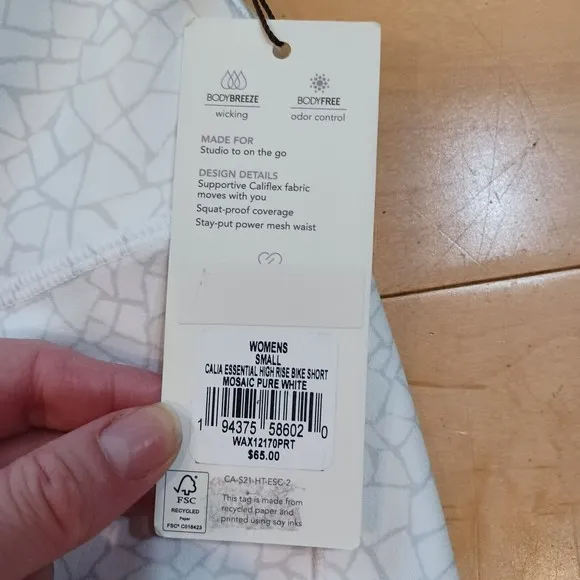 BODYBREEZE
wicking
BODYFREE
odor control
MADE FOR
Studio to on the go
DESIGN DETAILS
Supportive Califlex fabric
moves with you
Squat-proof coverage
Stay-put power mesh waist
WOMENS
SMALL
CALIA ESSENTIAL HIGH RISE BIKE SHORT
MOSAIC PURE WHITE
1 94375 58602 0
WAX12170PRT
$65.00
CA-S21-HT-ESC-2
FSC
RECYCLED
Paper
FSC® C016423
This tag is made from
recycled paper and
printed using soy inks